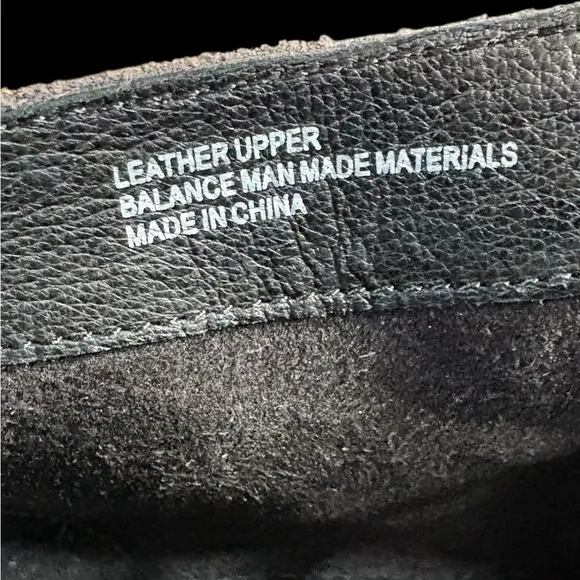 LEATHER UPPER
BALANCE MAN MADE MATERIALS
MADE IN CHINA